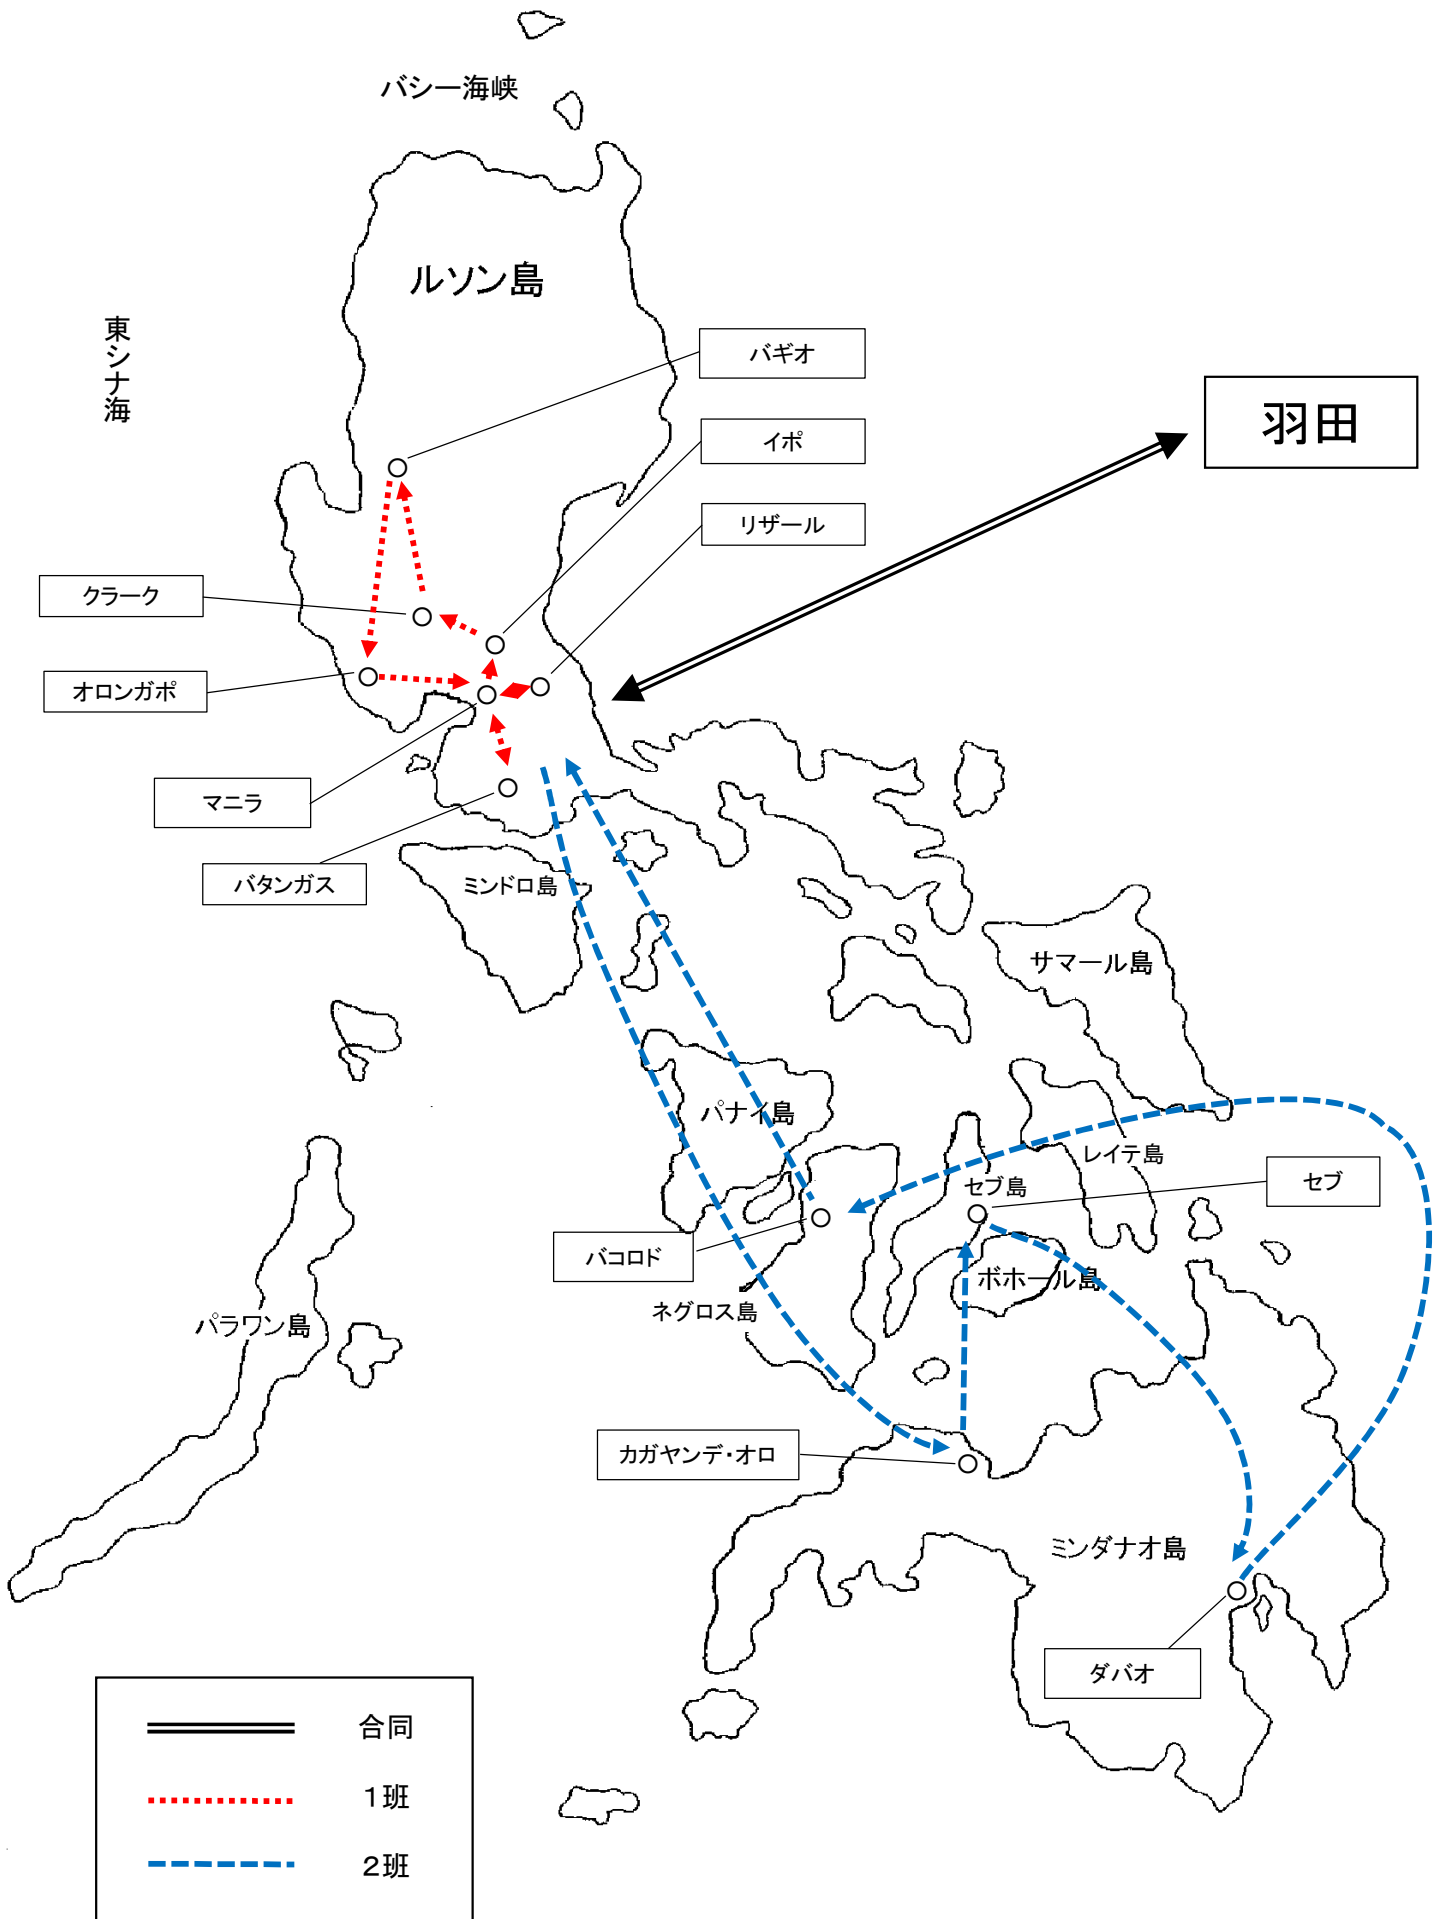 バシー海峡
ルソン島
東シナ海
バギオ
羽田
イポ
リザール
クラーク
オロンガポ
マニラ
バタンガス
ミンドロ島
サマール島
パナイ島
レイテ島
セブ島
セブ
バコロド
ボホール島
ネグロス島
パラワン島
カガヤンデ・オロ
ミンダナオ島
ダバオ
合同
１班
２班